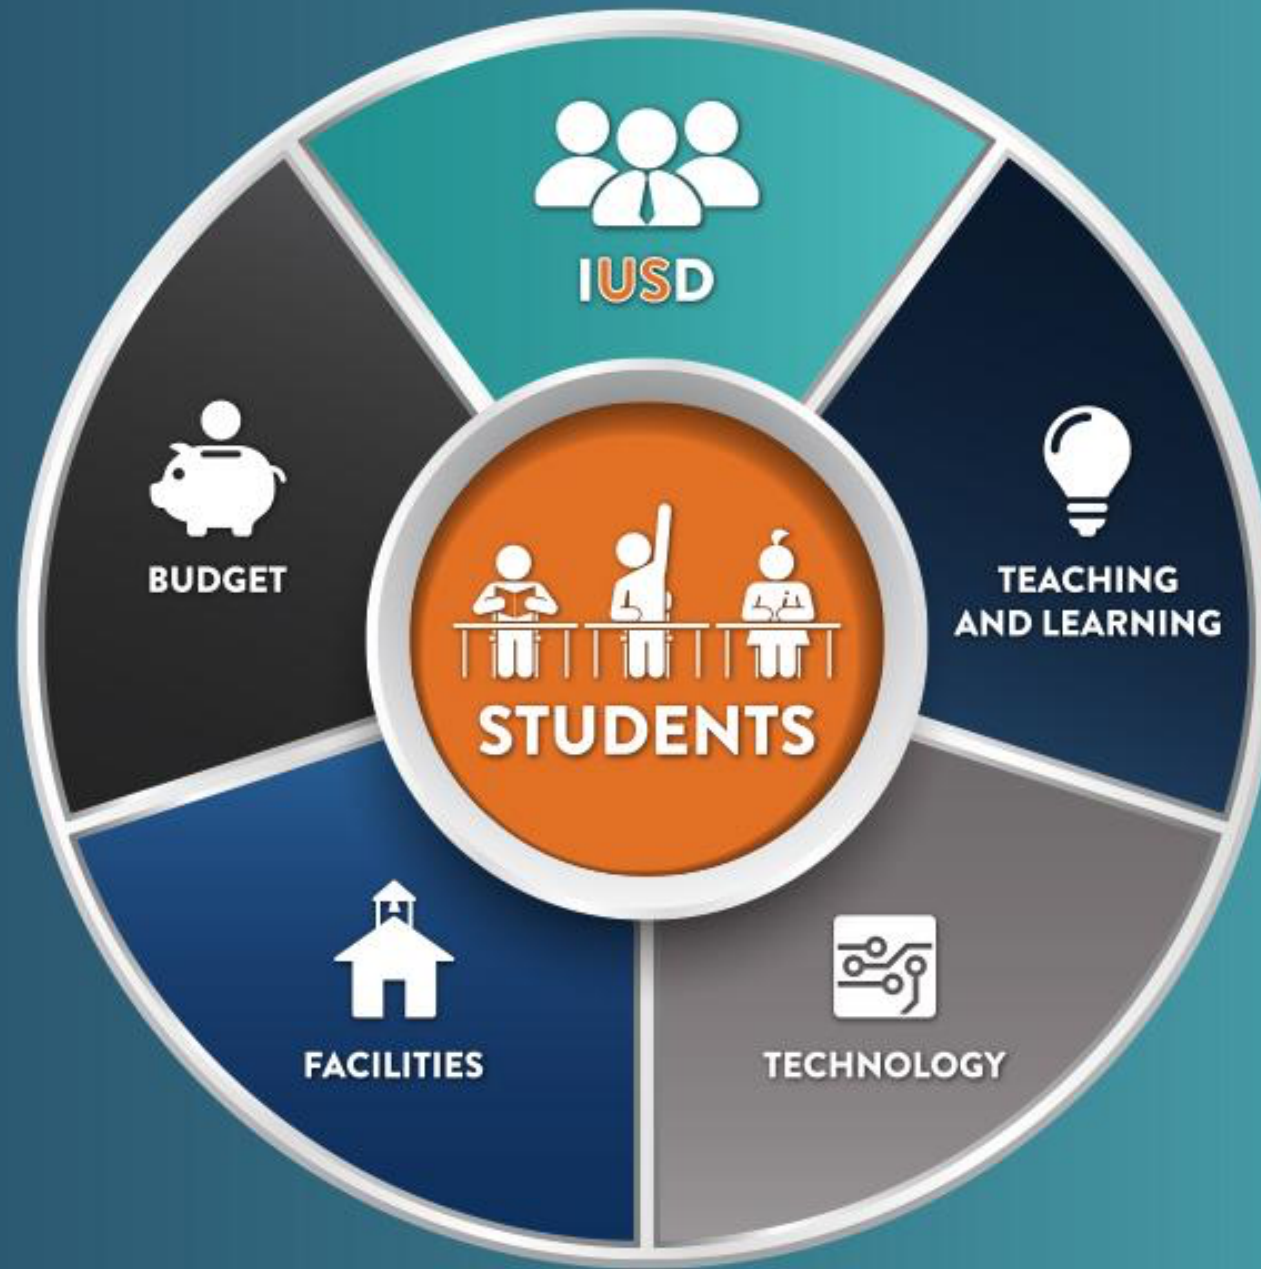 IUSD
BUDGET
TEACHING
AND LEARNING
STUDENTS
FACILITIES
TECHNOLOGY